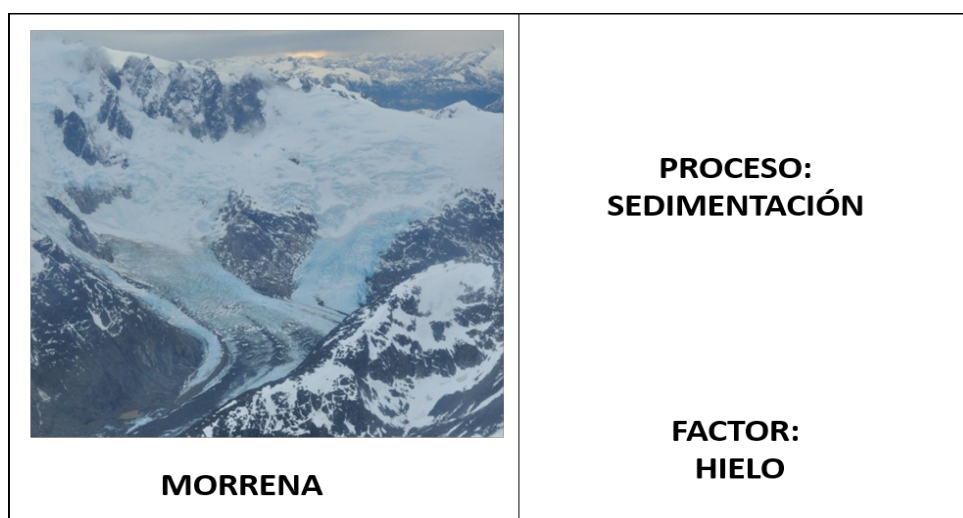 MORRENA
PROCESO:
SEDIMENTACIÓN
FACTOR:
HIELO